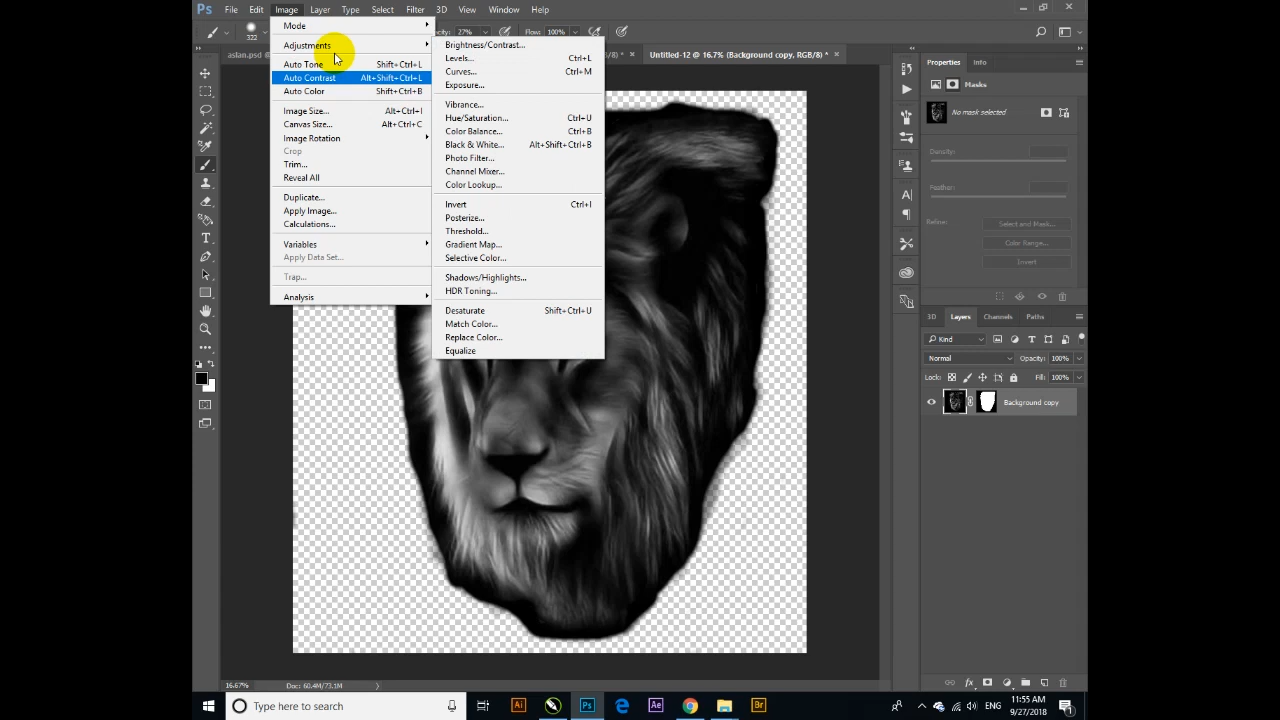 Ps File Edit Image Layer Type Select Filter 3D View Window Help
322 27% Flow: 100%
aslan.psd /8) * × Untitled-12 @ 16.7% (Background copy, RGB/8) * ×
Mode
Adjustments
Auto Tone Shift+Ctrl+L
Auto Contrast Alt+Shift+Ctrl+L
Auto Color Shift+Ctrl+B
Image Size... Alt+Ctrl+I
Canvas Size... Alt+Ctrl+C
Image Rotation
Crop
Trim...
Reveal All
Duplicate...
Apply Image...
Calculations...
Variables
Apply Data Set...
Trap...
Analysis
Brightness/Contrast...
Levels... Ctrl+L
Curves... Ctrl+M
Exposure...
Vibrance...
Hue/Saturation... Ctrl+U
Color Balance... Ctrl+B
Black & White... Alt+Shift+Ctrl+B
Photo Filter...
Channel Mixer...
Color Lookup...
Invert Ctrl+I
Posterize...
Threshold...
Gradient Map...
Selective Color...
Shadows/Highlights...
HDR Toning...
Desaturate Shift+Ctrl+U
Match Color...
Replace Color...
Equalize
Properties Info
Masks
No mask selected
Density:
Feather:
Refine: Select and Mask...
Color Range...
Invert
3D Layers Channels Paths
Kind
Normal Opacity: 100%
Lock: Fill: 100%
Background copy
16.67% Doc: 60.4M/73.1M
Type here to search
Ai Ps Ae Br
ENG 11:55 AM
9/27/2018 1